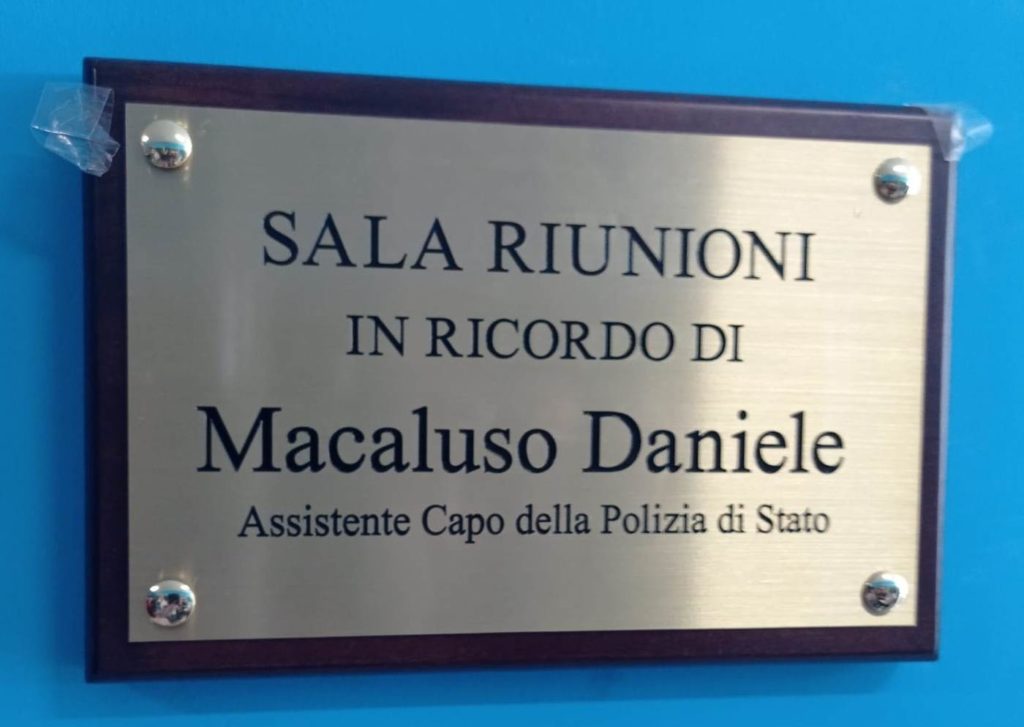 SALA RIUNIONI
IN RICORDO DI
Macaluso Daniele
Assistente Capo della Polizia di Stato